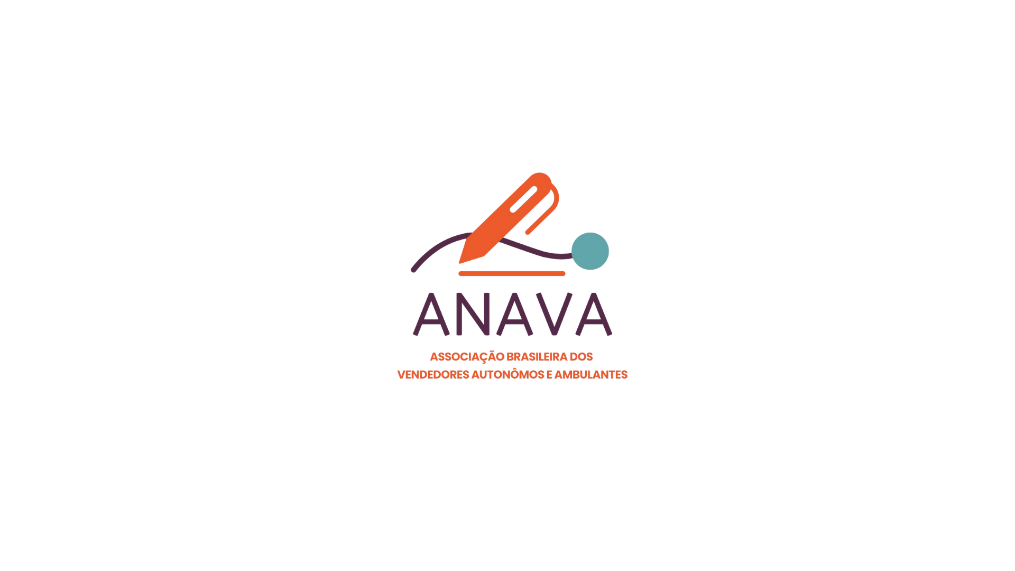 ANAVA
ASSOCIAÇÃO BRASILEIRA DOS
VENDEDORES AUTONÔMOS E AMBULANTES